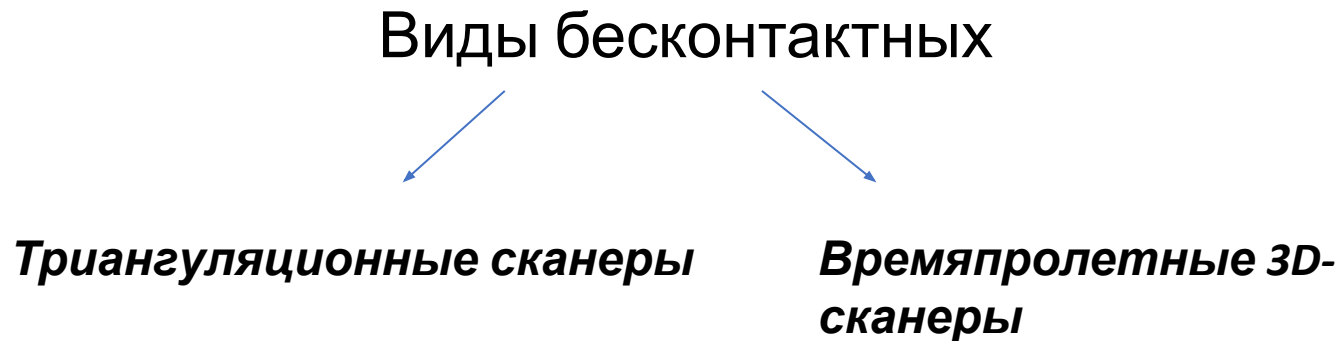 Виды бесконтактных
Триангуляционные сканеры
Времяпролетные 3D-
сканеры